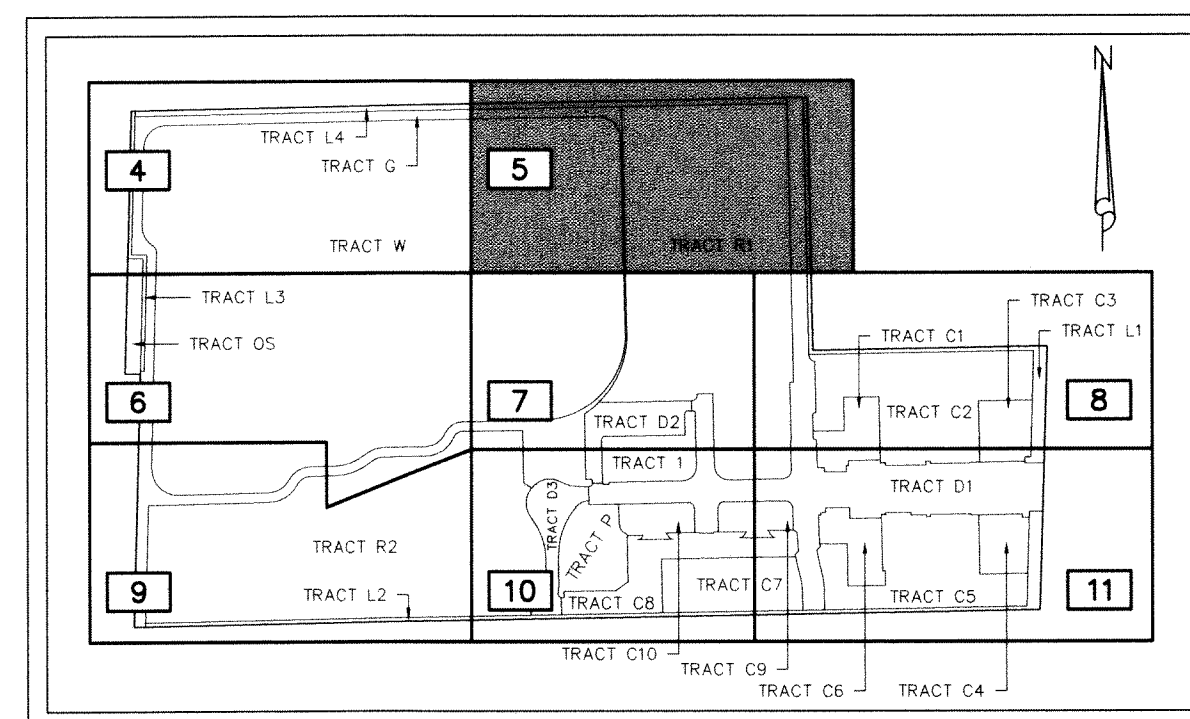 N
TRACT L4
TRACT G
4
5
TRACT W
TRACT R1
TRACT L3
TRACT C3
TRACT L1
TRACT OS
TRACT C1
6
7
8
TRACT C2
TRACT D2
TRACT 1
TRACT D1
TRACT D3
TRACT P
TRACT R2
9
10
11
TRACT L2
TRACT C8
TRACT C7
TRACT C5
TRACT C10
TRACT C9
TRACT C6
TRACT C4